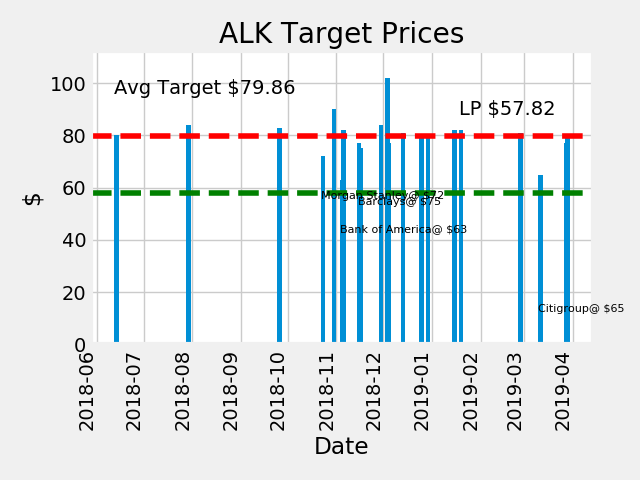 ALK Target Prices
Avg Target $79.86
LP $57.82
Morgan Stanley@ $72
Barclays@ $75
Bank of America@ $63
Citigroup@ $65
100
80
60
40
20
0
$
2018-06
2018-07
2018-08
2018-09
2018-10
2018-11
2018-12
2019-01
2019-02
2019-03
2019-04
Date